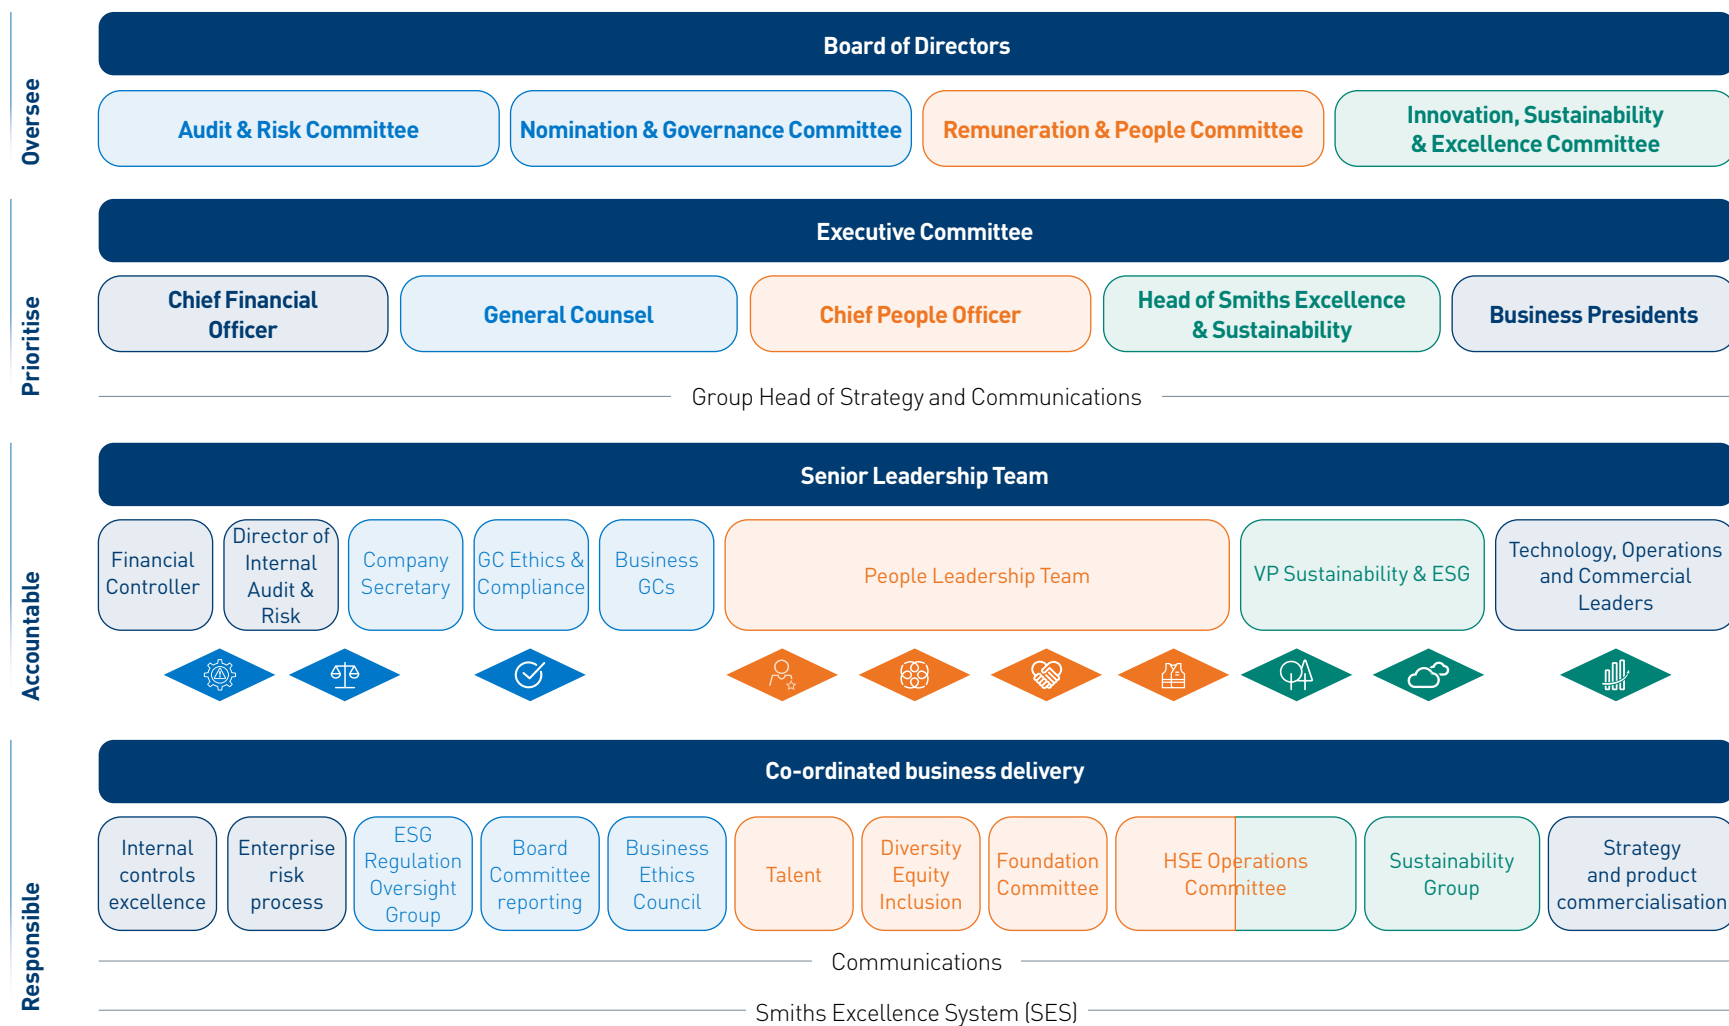 Oversee
Board of Directors
Audit & Risk Committee
Nomination & Governance Committee
Remuneration & People Committee
Innovation, Sustainability
& Excellence Committee
Prioritise
Executive Committee
Chief Financial
Officer
General Counsel
Chief People Officer
Head of Smiths Excellence
& Sustainability
Business Presidents
Group Head of Strategy and Communications
Accountable
Senior Leadership Team
Financial
Controller
Director of
Internal
Audit &
Risk
Company
Secretary
GC Ethics &
Compliance
Business
GCs
People Leadership Team
VP Sustainability & ESG
Technology, Operations
and Commercial
Leaders
Responsible
Co-ordinated business delivery
Internal
controls
excellence
Enterprise
risk
process
ESG
Regulation
Oversight
Group
Board
Committee
reporting
Business
Ethics
Council
Talent
Diversity
Equity
Inclusion
Foundation
Committee
HSE Operations
Committee
Sustainability
Group
Strategy
and product
commercialisation
Communications
Smiths Excellence System (SES)